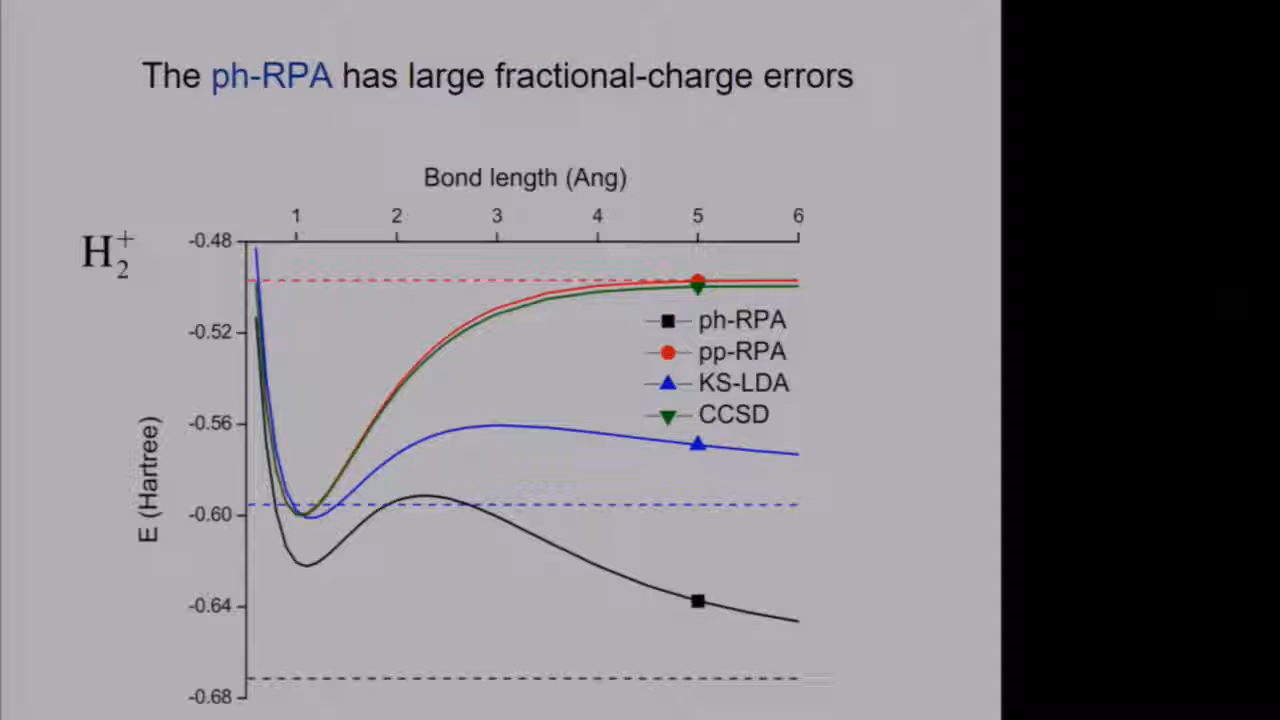 The ph-RPA has large fractional-charge errors
Bond length (Ang)
1 2 3 4 5 6
H₂⁺
-0.48
-0.52
-0.56
-0.60
-0.64
-0.68
E (Hartree)
ph-RPA
pp-RPA
KS-LDA
CCSD